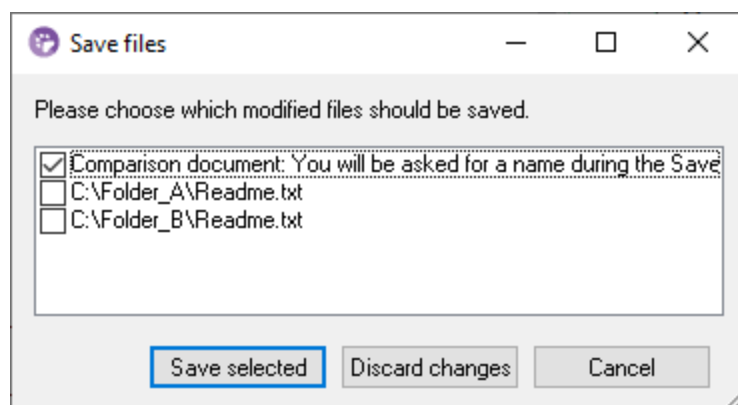 Save files
Please choose which modified files should be saved.
Comparison document: You will be asked for a name during the Save
C:\Folder_A\Readme.txt
C:\Folder_B\Readme.txt
Save selected
Discard changes
Cancel